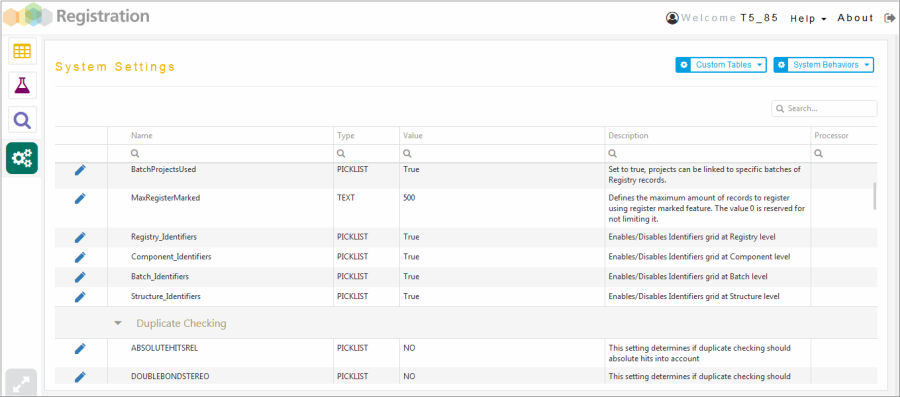 Registration
Welcome T5_85 Help About
System Settings
Custom Tables System Behaviors
Search...
Name Type Value Description Processor
BatchProjectsUsed PICKLIST True Set to true, projects can be linked to specific batches of
Registry records.
MaxRegisterMarked TEXT 500 Defines the maximum amount of records to register
using register marked feature. The value 0 is reserved for
not limiting it.
Registry_Identifiers PICKLIST True Enables/Disables Identifiers grid at Registry level
Component_Identifiers PICKLIST True Enables/Disables Identifiers grid at Component level
Batch_Identifiers PICKLIST True Enables/Disables Identifiers grid at Batch level
Structure_Identifiers PICKLIST True Enables/Disables Identifiers grid at Structure level
Duplicate Checking
ABSOLUTEHITSREL PICKLIST NO This setting determines if duplicate checking should
absolute hits into account
DOUBLEBONDSTEREO PICKLIST NO This setting determines if duplicate checking should